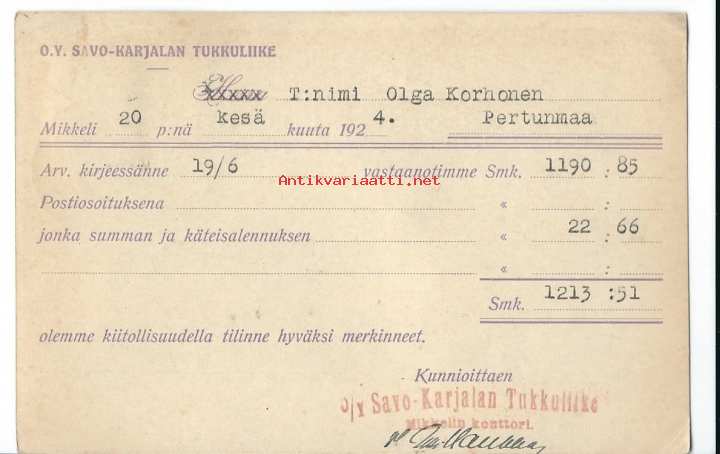 O.Y. SAVO-KARJALAN TUKKULIIKE
T:nimi Olga Korhonen
Mikkeli 20 p:nä kesä kuuta 192 4. Pertunmaa
Arv. kirjeessänne 19/6 vastaanotimme Smk. 1190 : 85
Antikvariaatti.net
Postiosoituksena " :
jonka summan ja käteisalennuksen " 22 : 66
" :
Smk. 1213 :51
olemme kiitollisuudella tilinne hyväksi merkinneet.
Kunnioittaen
O/Y Savo-Karjalan Tukkuliike
Mikkelin konttori.